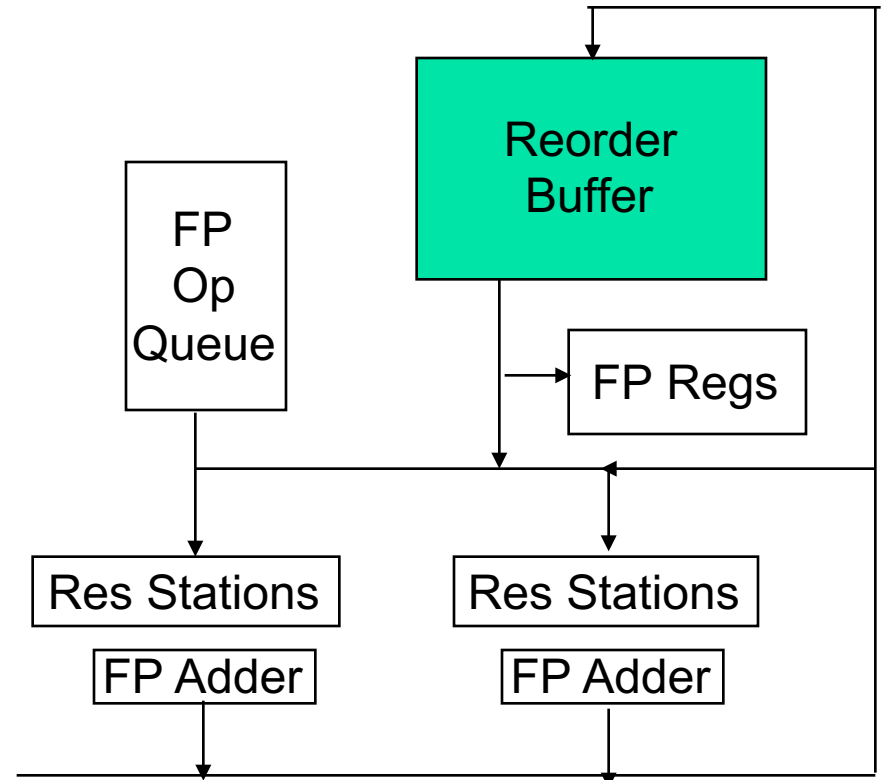 Reorder
Buffer
FP
Op
Queue
FP Regs
Res Stations
Res Stations
FP Adder
FP Adder